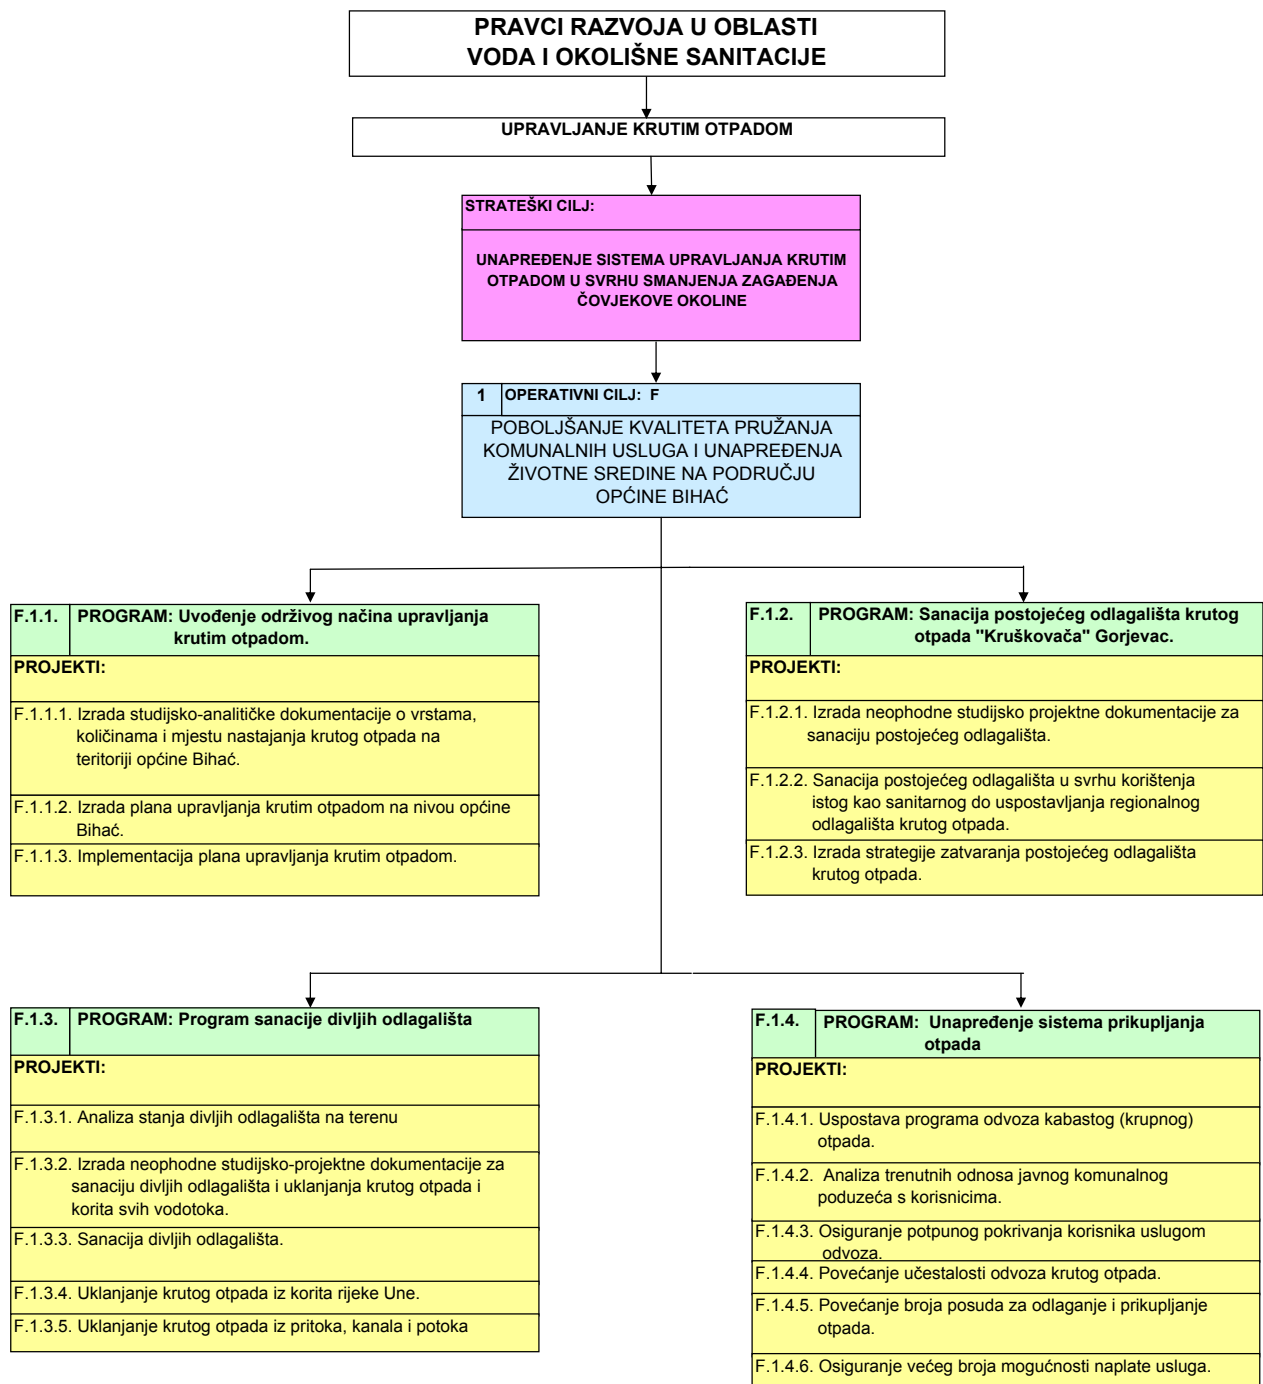 PRAVCI RAZVOJA U OBLASTI
VODA I OKOLIŠNE SANITACIJE
UPRAVLJANJE KRUTIM OTPADOM
STRATEŠKI CILJ:
UNAPREĐENJE SISTEMA UPRAVLJANJA KRUTIM
OTPADOM U SVRHU SMANJENJA ZAGAĐENJA
ČOVJEKOVE OKOLINE
1 OPERATIVNI CILJ: F
POBOLJŠANJE KVALITETA PRUŽANJA
KOMUNALNIH USLUGA I UNAPREĐENJA
ŽIVOTNE SREDINE NA PODRUČJU
OPĆINE BIHAĆ
F.1.1. PROGRAM: Uvođenje održivog načina upravljanja
krutim otpadom.
PROJEKTI:
F.1.1.1. Izrada studijsko-analitičke dokumentacije o vrstama,
količinama i mjestu nastajanja krutog otpada na
teritoriji općine Bihać.
F.1.1.2. Izrada plana upravljanja krutim otpadom na nivou općine
Bihać.
F.1.1.3. Implementacija plana upravljanja krutim otpadom.
F.1.2. PROGRAM: Sanacija postojećeg odlagališta krutog
otpada "Kruškovača" Gorjevac.
PROJEKTI:
F.1.2.1. Izrada neophodne studijsko projektne dokumentacije za
sanaciju postojećeg odlagališta.
F.1.2.2. Sanacija postojećeg odlagališta u svrhu korištenja
istog kao sanitarnog do uspostavljanja regionalnog
odlagališta krutog otpada.
F.1.2.3. Izrada strategije zatvaranja postojećeg odlagališta
krutog otpada.
F.1.3. PROGRAM: Program sanacije divljih odlagališta
PROJEKTI:
F.1.3.1. Analiza stanja divljih odlagališta na terenu
F.1.3.2. Izrada neophodne studijsko-projektne dokumentacije za
sanaciju divljih odlagališta i uklanjanja krutog otpada i
korita svih vodotoka.
F.1.3.3. Sanacija divljih odlagališta.
F.1.3.4. Uklanjanje krutog otpada iz korita rijeke Une.
F.1.3.5. Uklanjanje krutog otpada iz pritoka, kanala i potoka
F.1.4. PROGRAM: Unapređenje sistema prikupljanja
otpada
PROJEKTI:
F.1.4.1. Uspostava programa odvoza kabastog (krupnog)
otpada.
F.1.4.2. Analiza trenutnih odnosa javnog komunalnog
poduzeća s korisnicima.
F.1.4.3. Osiguranje potpunog pokrivanja korisnika uslugom
odvoza.
F.1.4.4. Povećanje učestalosti odvoza krutog otpada.
F.1.4.5. Povećanje broja posuda za odlaganje i prikupljanje
otpada.
F.1.4.6. Osiguranje većeg broja mogućnosti naplate usluga.